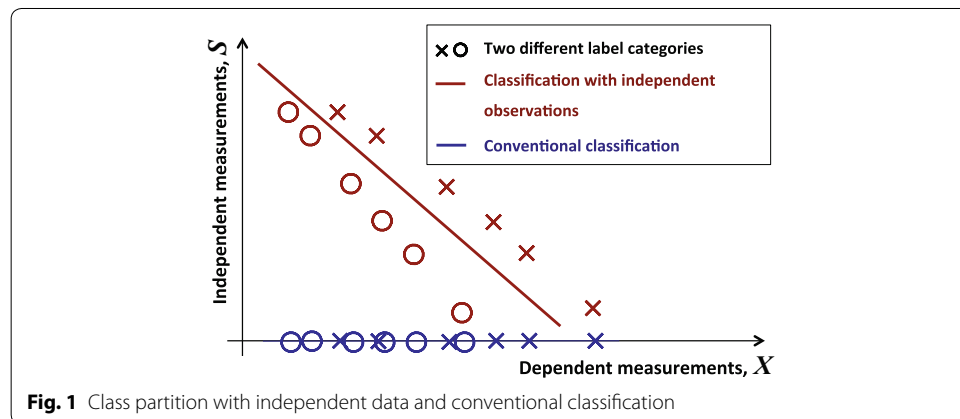 Independent measurements, S
Two different label categories
Classification with independent
observations
Conventional classification
Dependent measurements, X
Fig. 1 Class partition with independent data and conventional classification